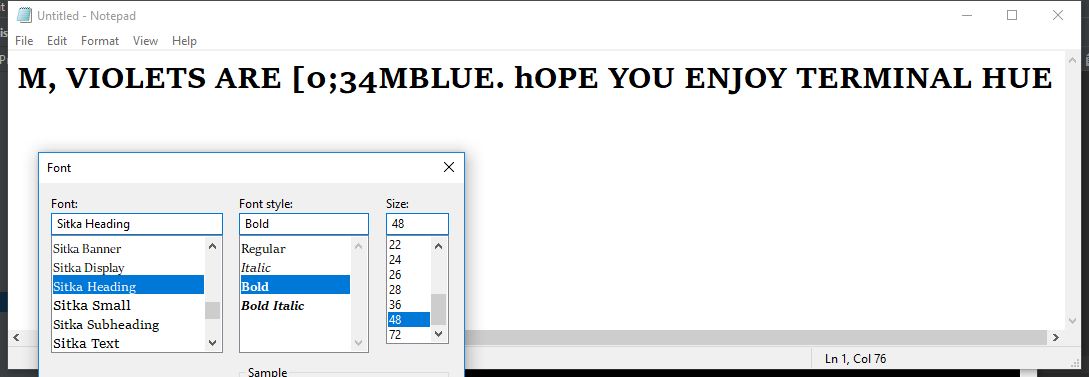 Untitled - Notepad
File Edit Format View Help
M, VIOLETS ARE [0;34MBLUE. hOPE YOU ENJOY TERMINAL HUE
Font
Font: Font style: Size:
Sitka Heading Bold 48
Sitka Banner Regular 22
Sitka Display Italic 24
Sitka Heading Bold 26
Sitka Small Bold Italic 28
Sitka Subheading 36
Sitka Text 48
72
Sample
Ln 1, Col 76